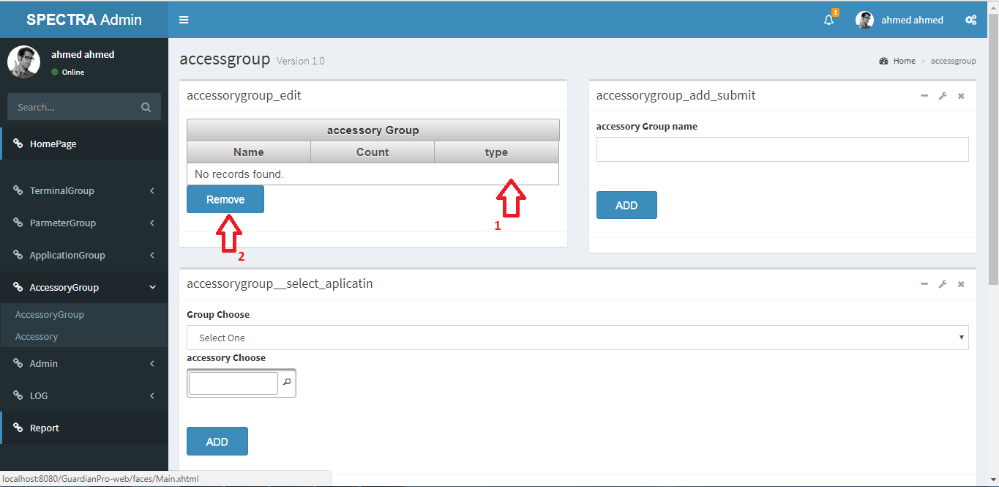 SPECTRA Admin
1
ahmed ahmed
ahmed ahmed
Online
Search...
HomePage
TerminalGroup
ParmeterGroup
ApplicationGroup
AccessoryGroup
AccessoryGroup
Accessory
Admin
LOG
Report
accessgroup Version 1.0
Home > accessgroup
accessorygroup_edit
accessory Group
Name Count type
No records found.
Remove
1
2
accessorygroup_add_submit
accessory Group name
ADD
accessorygroup__select_aplicatin
Group Choose
Select One
accessory Choose
ADD
localhost:8080/GuardianPro-web/faces/Main.xhtml